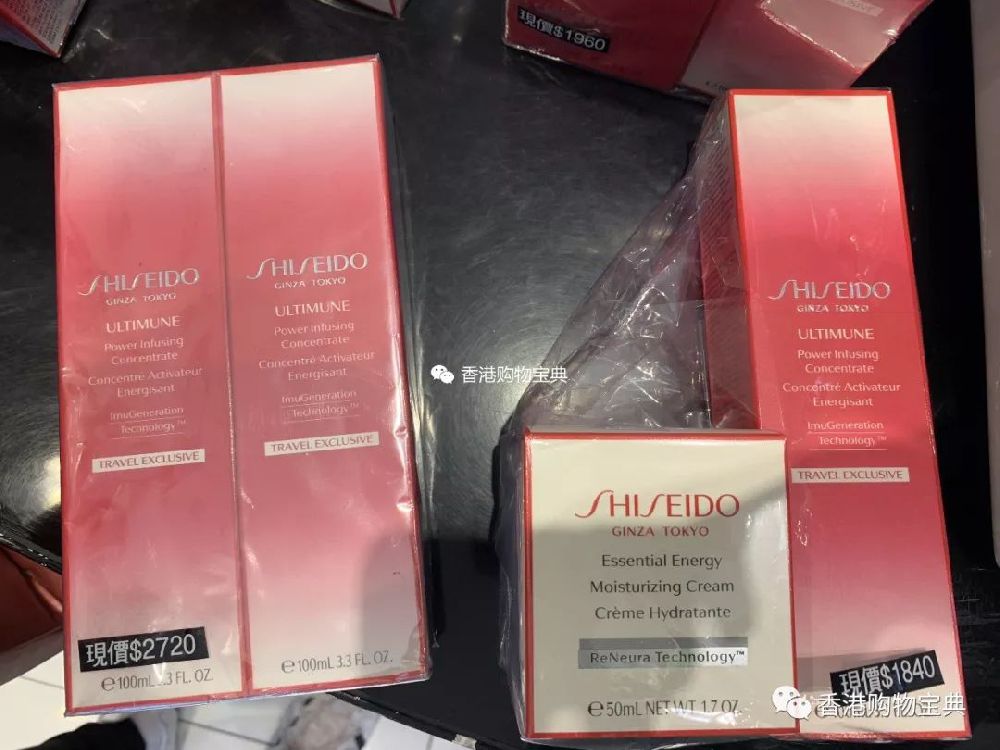 現價$1960
EXCLUSIVE
SHISEIDO
GINZA TOKYO
ULTIMUNE
Power Infusing
Concentrate
Concentré Activateur
Energisant
ImuGeneration
Technology™
TRAVEL EXCLUSIVE
現價$2720
e100mL 3.3 FL. OZ.
SHISEIDO
GINZA TOKYO
ULTIMUNE
Power Infusing
Concentrate
Concentré Activateur
Energisant
ImuGeneration
Technology™
TRAVEL EXCLUSIVE
e100mL 3.3 FL. OZ.
香港购物宝典
SHISEIDO
GINZA TOKYO
ULTIMUNE
Power Infusing
Concentrate
Concentré Activateur
Energisant
ImuGeneration
Technology™
TRAVEL EXCLUSIVE
現價$1840
SHISEIDO
GINZA TOKYO
Essential Energy
Moisturizing Cream
Crème Hydratante
ReNeura Technology™
e50mL NET WT. 1.7 OZ.
香港购物宝典